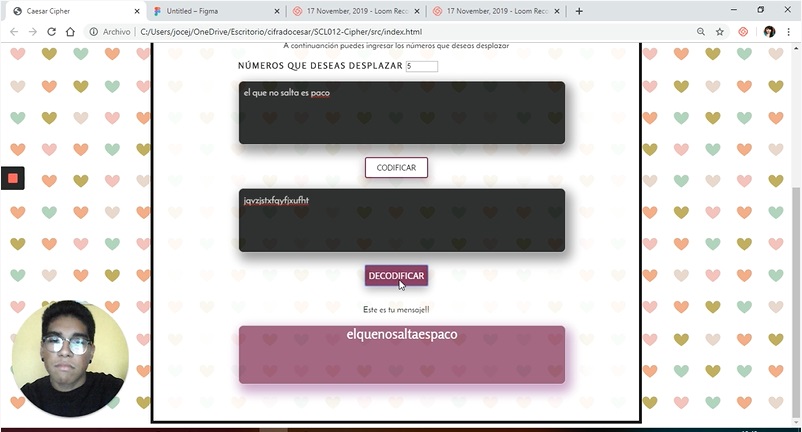 Caesar Cipher
Untitled – Figma
17 November, 2019 - Loom Reco
17 November, 2019 - Loom Reco
Archivo
C:/Users/jocej/OneDrive/Escritorio/cifradocesar/SCL012-Cipher/src/index.html
A continuanción puedes ingresar los números que deseas desplazar
NÚMEROS QUE DESEAS DESPLAZAR 5
el que no salta es paco
CODIFICAR
jqvzjstxfqyfjxufht
DECODIFICAR
Este es tu mensaje!!
elquenosaltaespaco